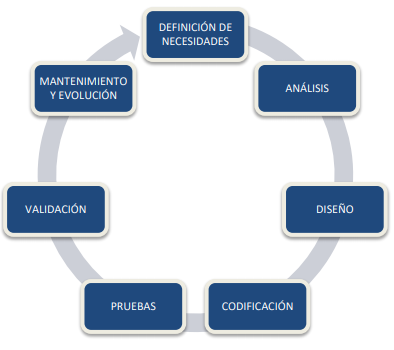 DEFINICIÓN DE
NECESIDADES
ANÁLISIS
DISEÑO
CODIFICACIÓN
PRUEBAS
VALIDACIÓN
MANTENIMIENTO
Y EVOLUCIÓN